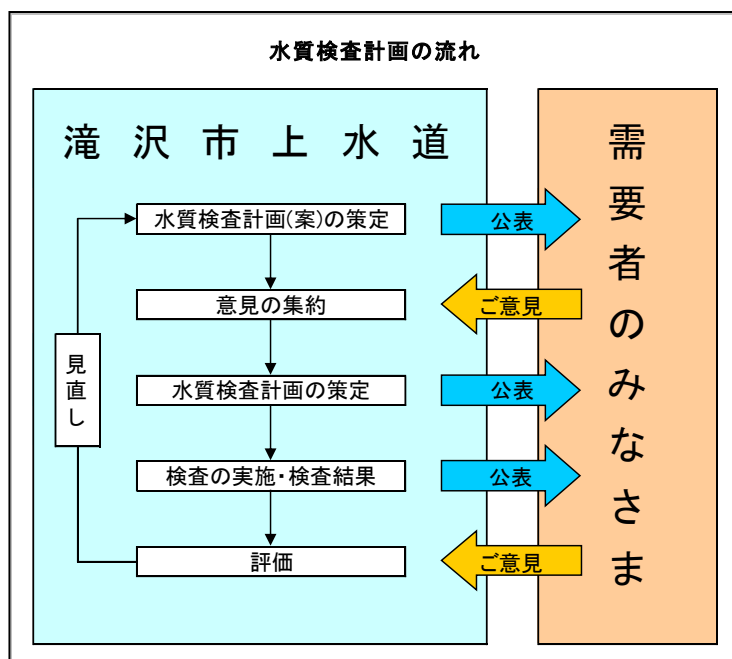 水質検査計画の流れ
滝沢市上水道
需要者のみなさま
水質検査計画(案)の策定
公表
意見の集約
ご意見
見直し
水質検査計画の策定
公表
検査の実施・検査結果
公表
評価
ご意見